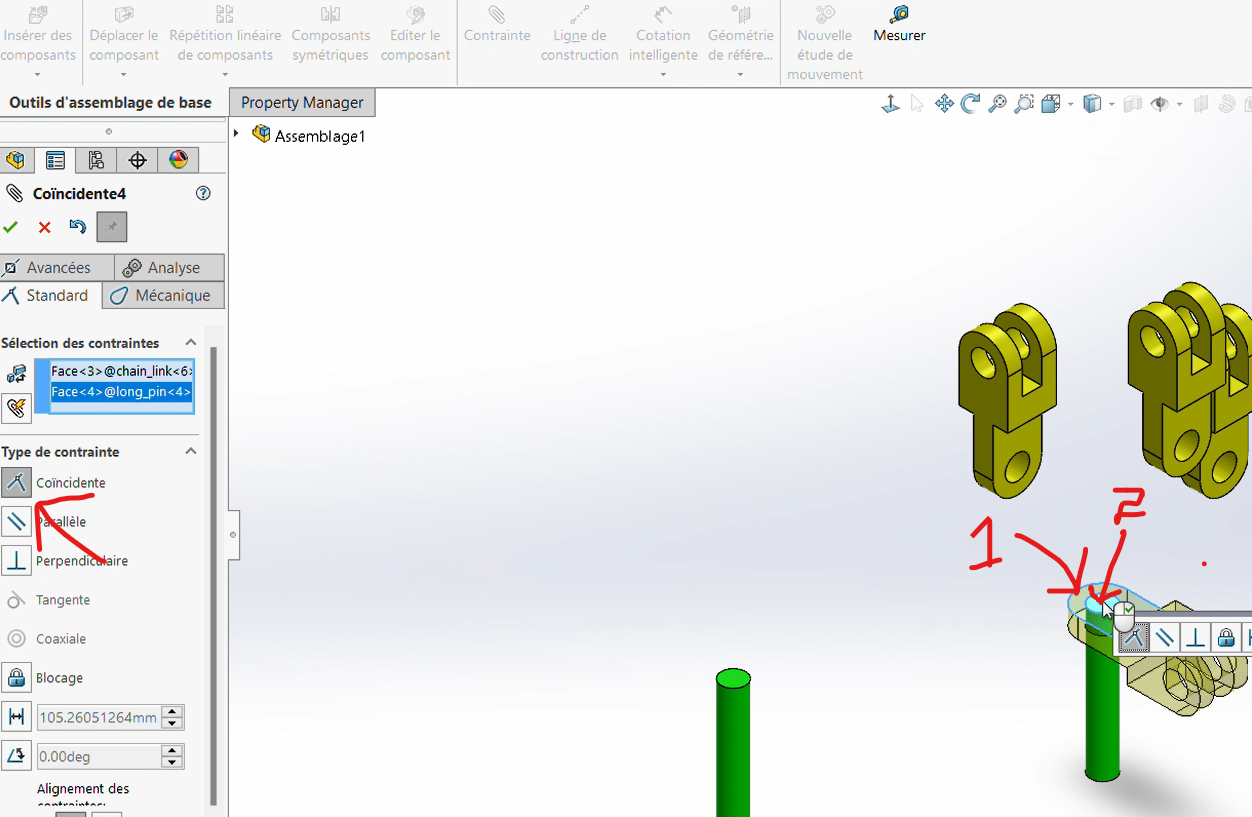 Insérer des composants
Déplacer le composant
Répétition linéaire de composants
Composants symétriques
Editer le composant
Contrainte
Ligne de construction
Cotation intelligente
Géométrie de référe...
Nouvelle étude de mouvement
Mesurer
Outils d'assemblage de base
Property Manager
Assemblage1
Coïncidente4
Avancées
Analyse
Standard
Mécanique
Sélection des contraintes
Face<3>@chain_link<6>
Face<4>@long_pin<4>
Type de contrainte
Coïncidente
Parallèle
Perpendiculaire
Tangente
Coaxiale
Blocage
105.26051264mm
0.00deg
Alignement des
contraintes:
1
2